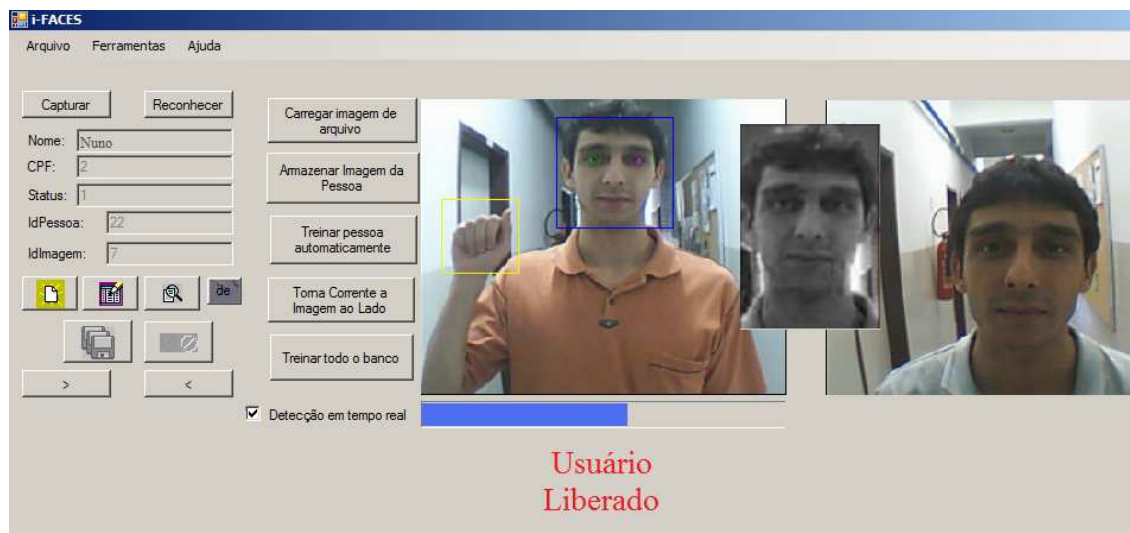 i-FACES
Arquivo Ferramentas Ajuda
Capturar Reconhecer
Nome: Nuno
CPF: 2
Status: 1
IdPessoa: 22
IdImagem: 7
de
> <
Carregar imagem de
arquivo
Armazenar Imagem da
Pessoa
Treinar pessoa
automaticamente
Torna Corrente a
Imagem ao Lado
Treinar todo o banco
Detecção em tempo real
Usuário
Liberado